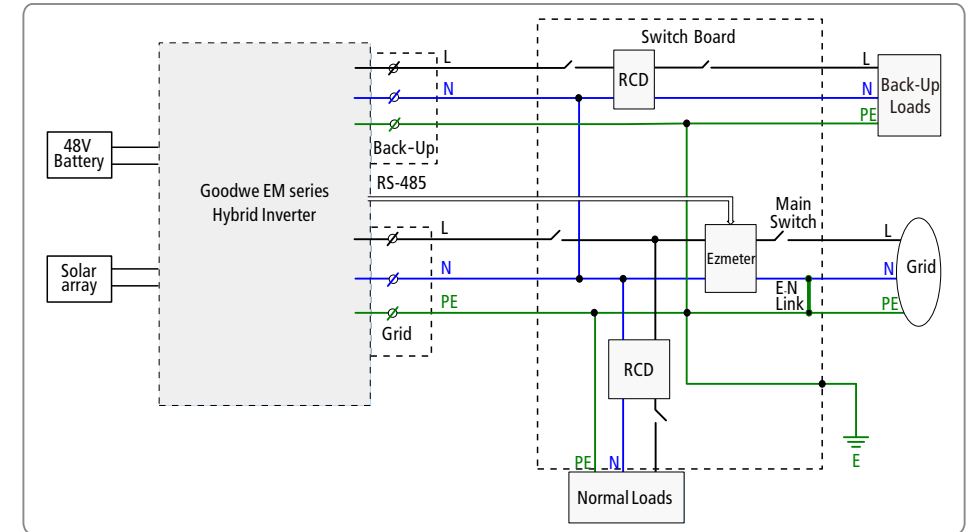 Switch Board
L
RCD
L
N
N
Back-Up
Loads
PE
48V
Battery
Back-Up
Goodwe EM series
Hybrid Inverter
RS-485
Main
Switch
L
L
Ezmeter
Solar
array
N
N
Grid
E-N
Link
PE
PE
Grid
RCD
PE
N
E
Normal Loads